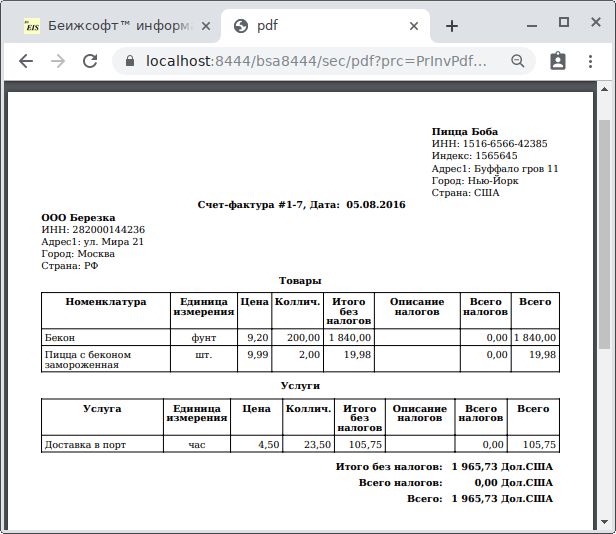 EIS Беижсофт™ информа
pdf
localhost:8444/bsa8444/sec/pdf?prc=PrInvPdf...
Пицца Боба
ИНН: 1516-6566-42385
Индекс: 1565645
Адрес1: Буффало гров 11
Город: Нью-Йорк
Страна: США
Счет-фактура #1-7, Дата: 05.08.2016
ООО Березка
ИНН: 282000144236
Адрес1: ул. Мира 21
Город: Москва
Страна: РФ
Товары
Номенклатура Единица измерения Цена Коллич. Итого без налогов Описание налогов Всего налогов Всего
Бекон фунт 9,20 200,00 1 840,00 0,00 1 840,00
Пицца с беконом замороженная шт. 9,99 2,00 19,98 0,00 19,98
Услуги
Услуга Единица измерения Цена Коллич. Итого без налогов Описание налогов Всего налогов Всего
Доставка в порт час 4,50 23,50 105,75 0,00 105,75
Итого без налогов: 1 965,73 Дол.США
Всего налогов: 0,00 Дол.США
Всего: 1 965,73 Дол.США